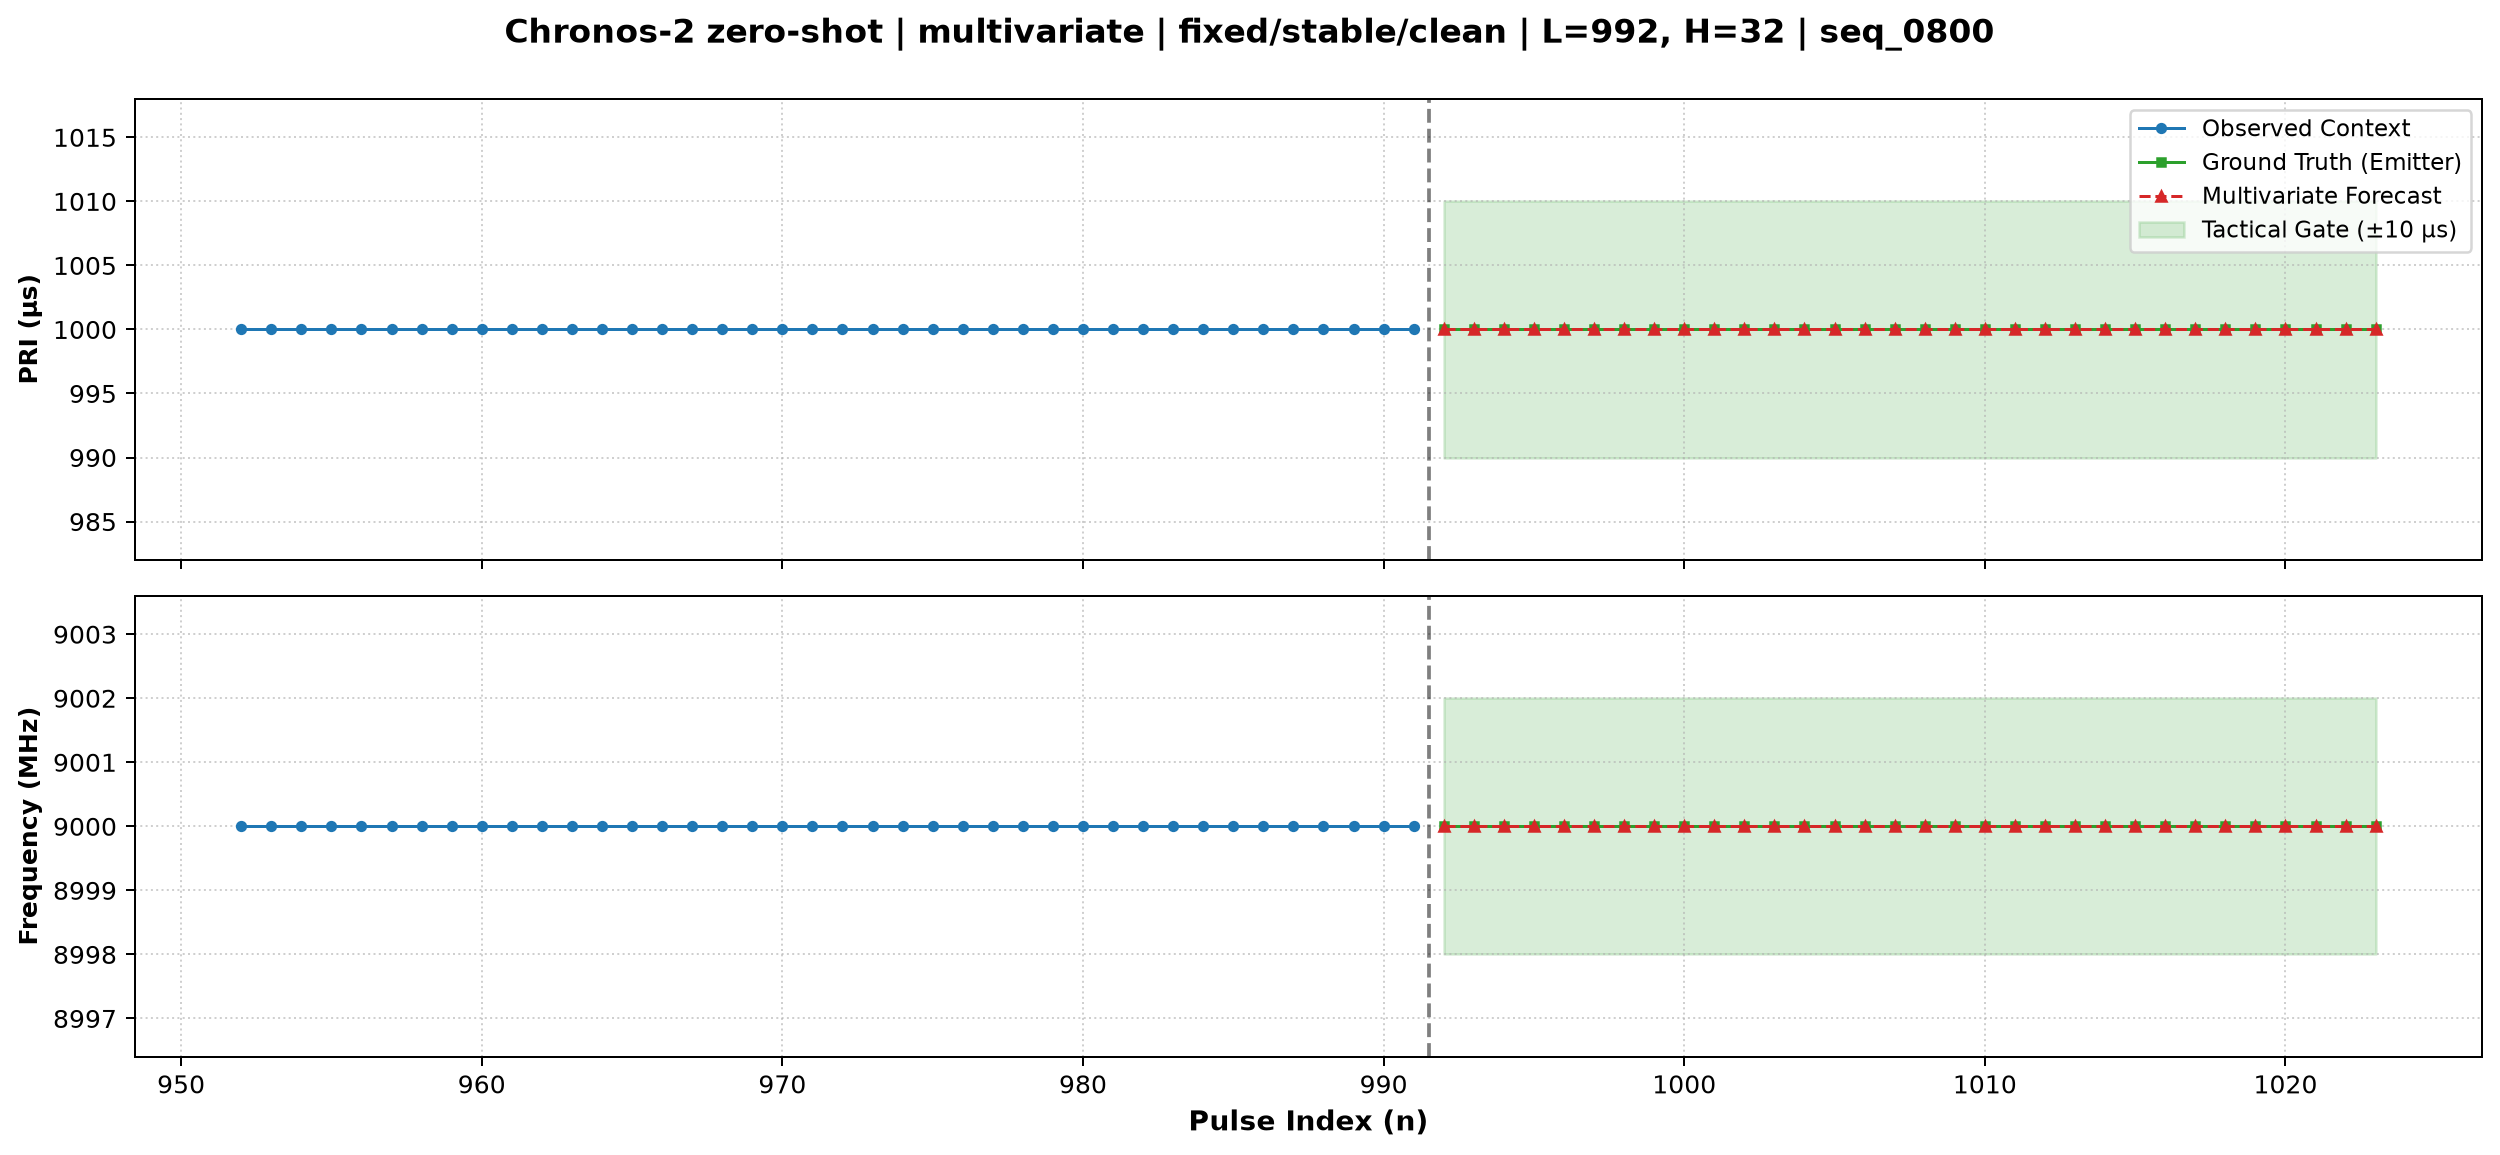 Chronos-2 zero-shot | multivariate | fixed/stable/clean | L=992, H=32 | seq_0800
PRI (µs)
1015
1010
1005
1000
995
990
985
Observed Context
Ground Truth (Emitter)
Multivariate Forecast
Tactical Gate (±10 µs)
Frequency (MHz)
9003
9002
9001
9000
8999
8998
8997
950 960 970 980 990 1000 1010 1020
Pulse Index (n)